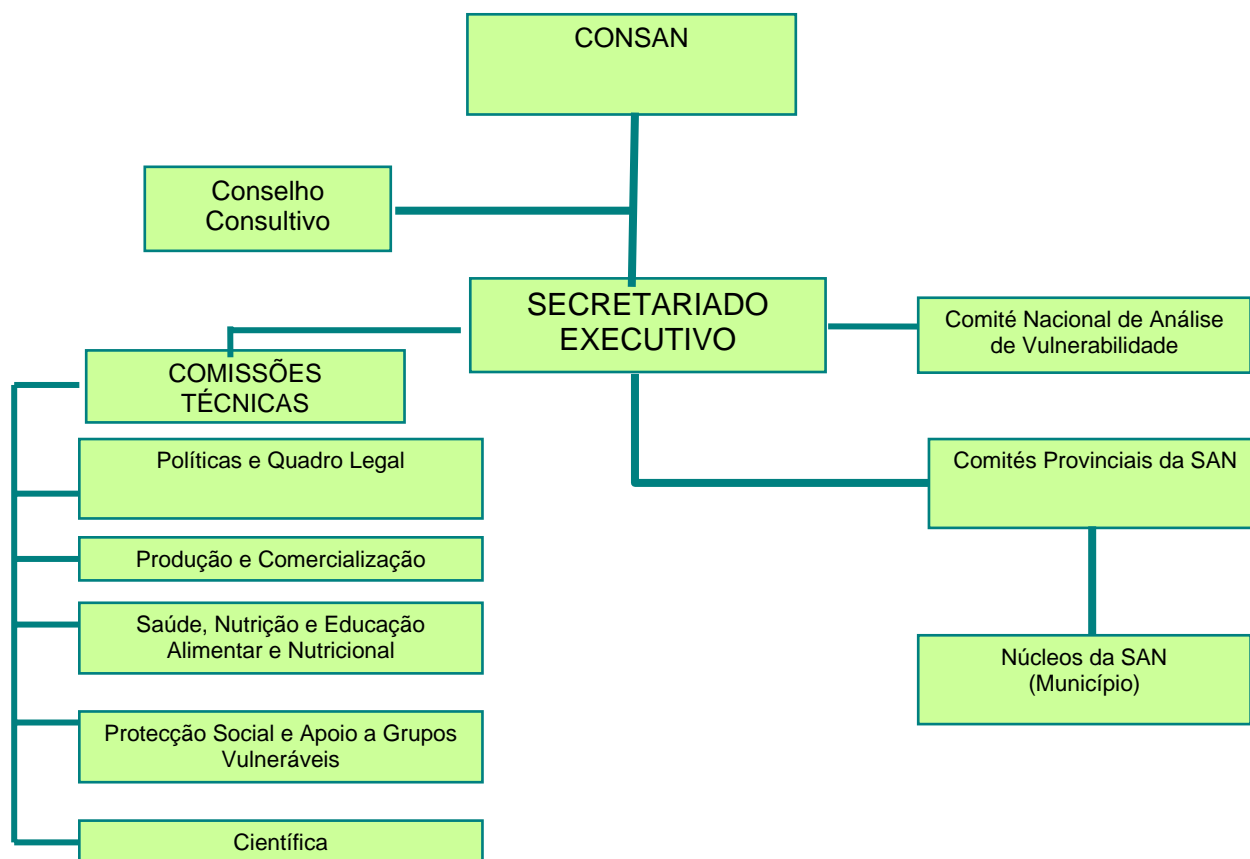 CONSAN
Conselho
Consultivo
SECRETARIADO
EXECUTIVO
Comité Nacional de Análise
de Vulnerabilidade
COMISSÕES
TÉCNICAS
Políticas e Quadro Legal
Comités Provinciais da SAN
Produção e Comercialização
Saúde, Nutrição e Educação
Alimentar e Nutricional
Núcleos da SAN
(Município)
Protecção Social e Apoio a Grupos
Vulneráveis
Científica